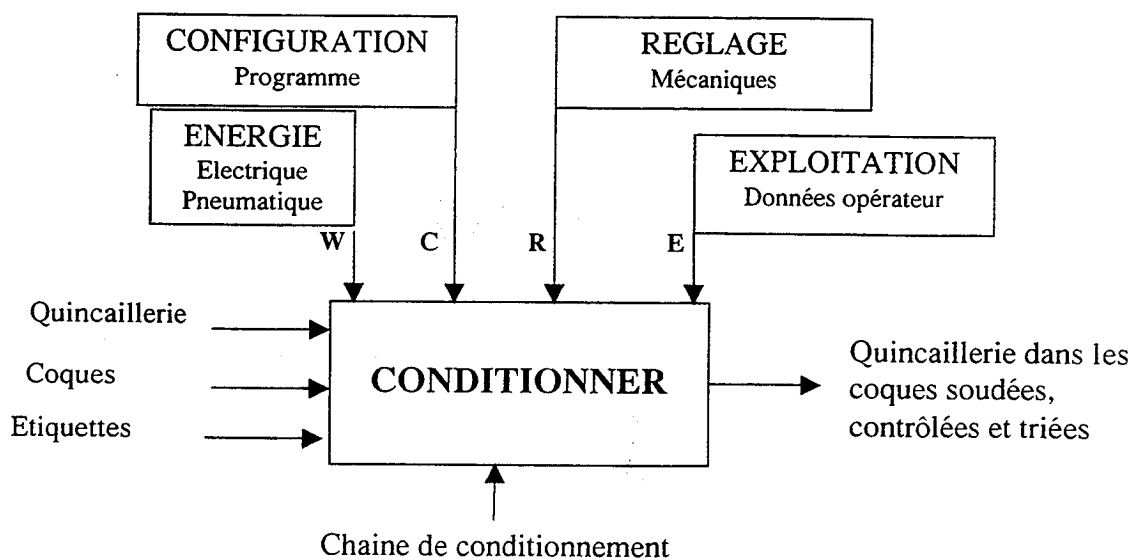 CONFIGURATION
Programme
REGLAGE
Mécaniques
ENERGIE
Electrique
Pneumatique
EXPLOITATION
Données opérateur
W
C
R
E
Quincaillerie
Coques
Etiquettes
CONDITIONNER
Quincaillerie dans les
coques soudées,
contrôlées et triées
Chaine de conditionnement